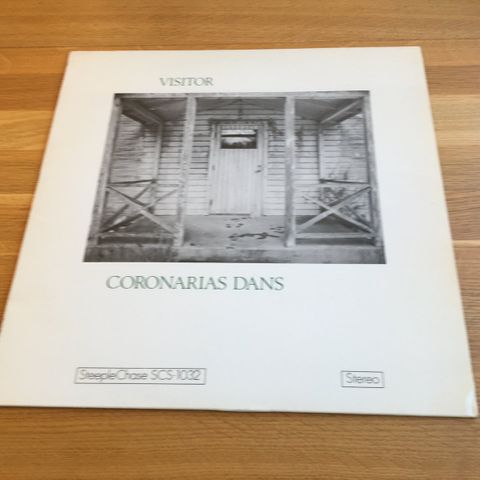 VISITOR
CORONARIAS DANS
SteepleChase SCS-1032
Stereo